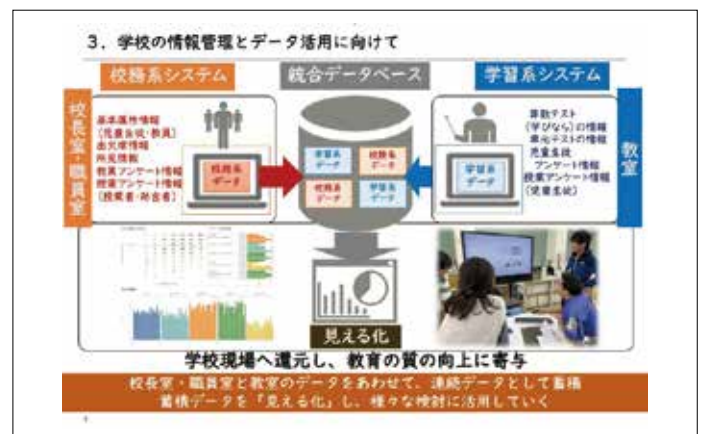 3. 学校の情報管理とデータ活用に向けて
校務系システム
統合データベース
学習系システム
校長室・職員室
基本属性情報
(児童生徒・教員)
出欠席情報
所見情報
教員アンケート情報
授業アンケート情報
(授業者・助言者)
校務系
データ
学習系
データ
校務系
データ
校務系
データ
学習系
データ
学習系
データ
算数テスト
(学びなら)の情報
単元テストの情報
児童生徒
アンケート情報
授業アンケート情報
(児童生徒)
教室
見える化
学校現場へ還元し、教育の質の向上に寄与
校長室・職員室と教室のデータをあわせて、連続データとして蓄積
蓄積データを「見える化」し、様々な検討に活用していく